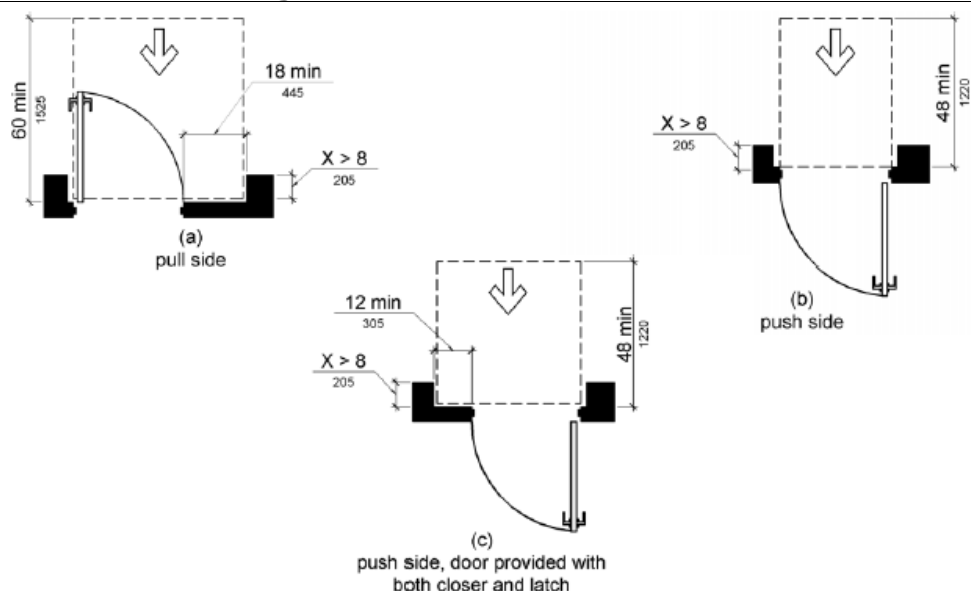 60 min
1525
18 min
445
X > 8
205
(a)
pull side
X > 8
205
48 min
1220
(b)
push side
12 min
305
X > 8
205
48 min
1220
(c)
push side, door provided with
both closer and latch